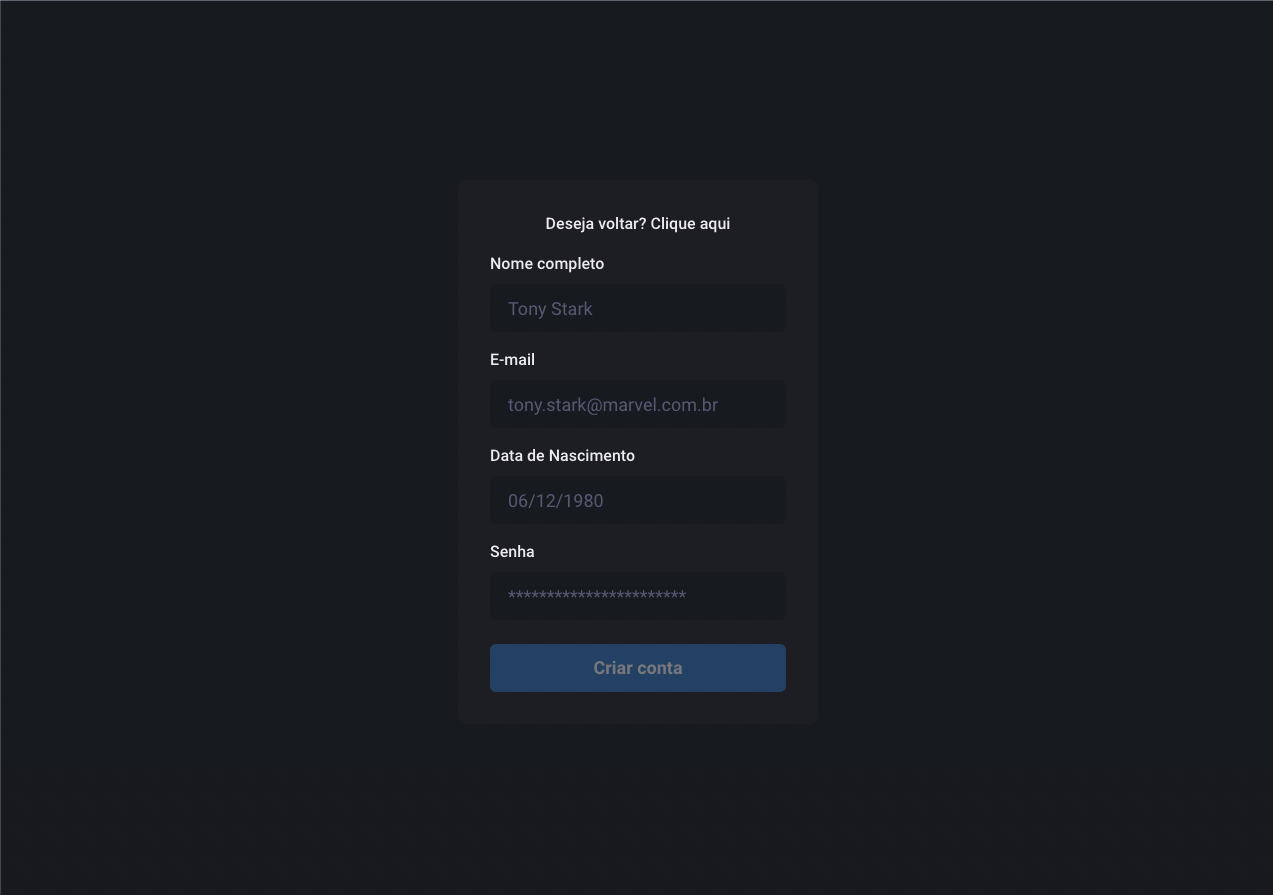 Deseja voltar? Clique aqui
Nome completo
Tony Stark
E-mail
tony.stark@marvel.com.br
Data de Nascimento
06/12/1980
Senha
***********************
Criar conta